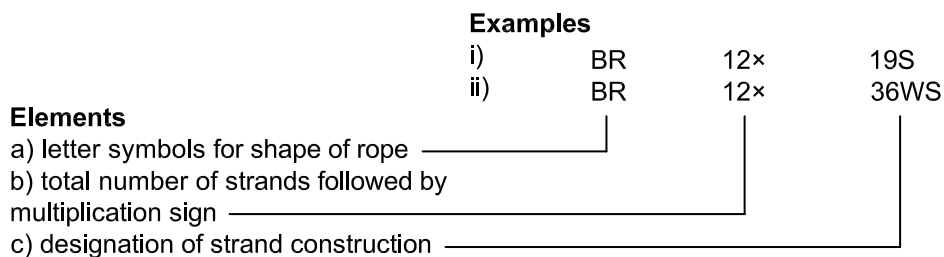 Examples
i) BR 12× 19S
ii) BR 12× 36WS
Elements
a) letter symbols for shape of rope
b) total number of strands followed by
multiplication sign
c) designation of strand construction